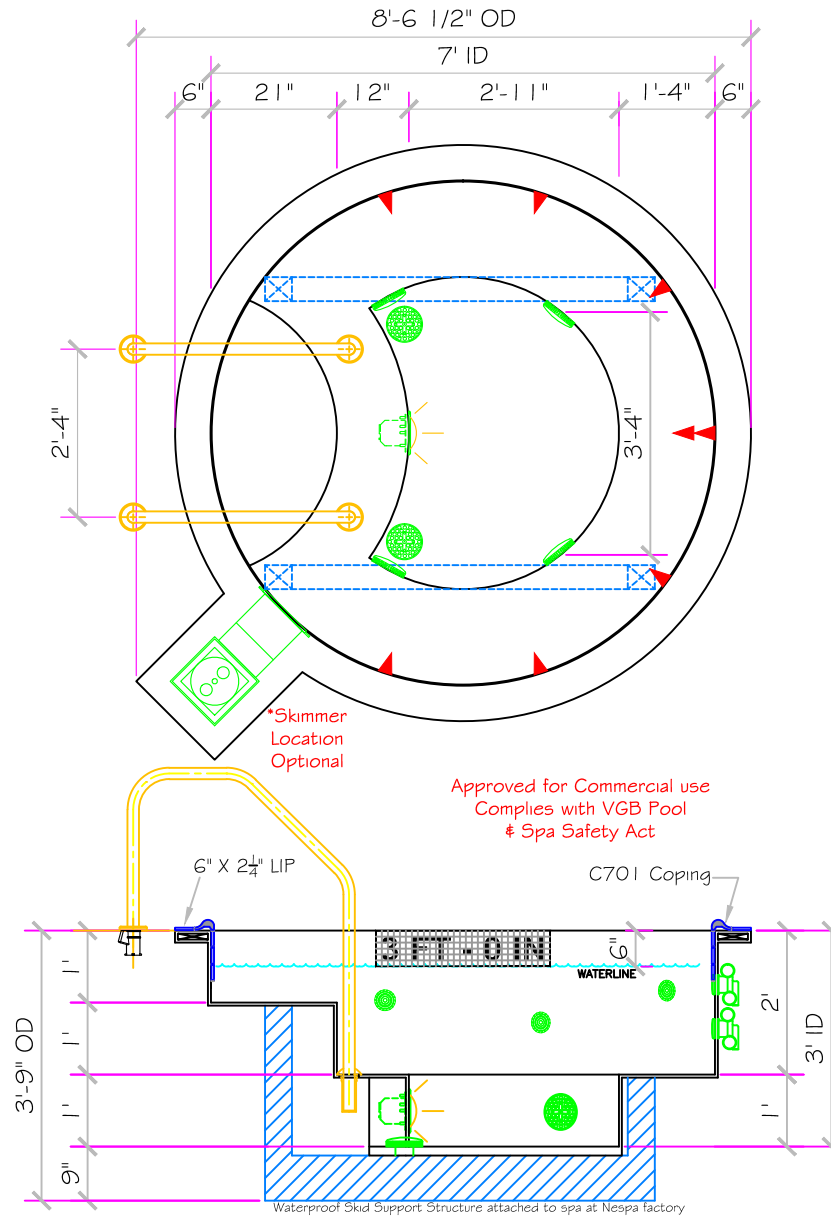 8'-6 1/2" OD
7' ID
6"
21"
12"
2'-11"
1'-4"
6"
2'-4"
3'-4"
*Skimmer
Location
Optional
Approved for Commercial use
Complies with VGB Pool
& Spa Safety Act
6" X 2¼" LIP
C701 Coping
3 FT - 0 IN
6"
WATERLINE
1'
1'
1'
9"
3'-9" OD
2'
1'
3' ID
Waterproof Skid Support Structure attached to spa at Nespa factory